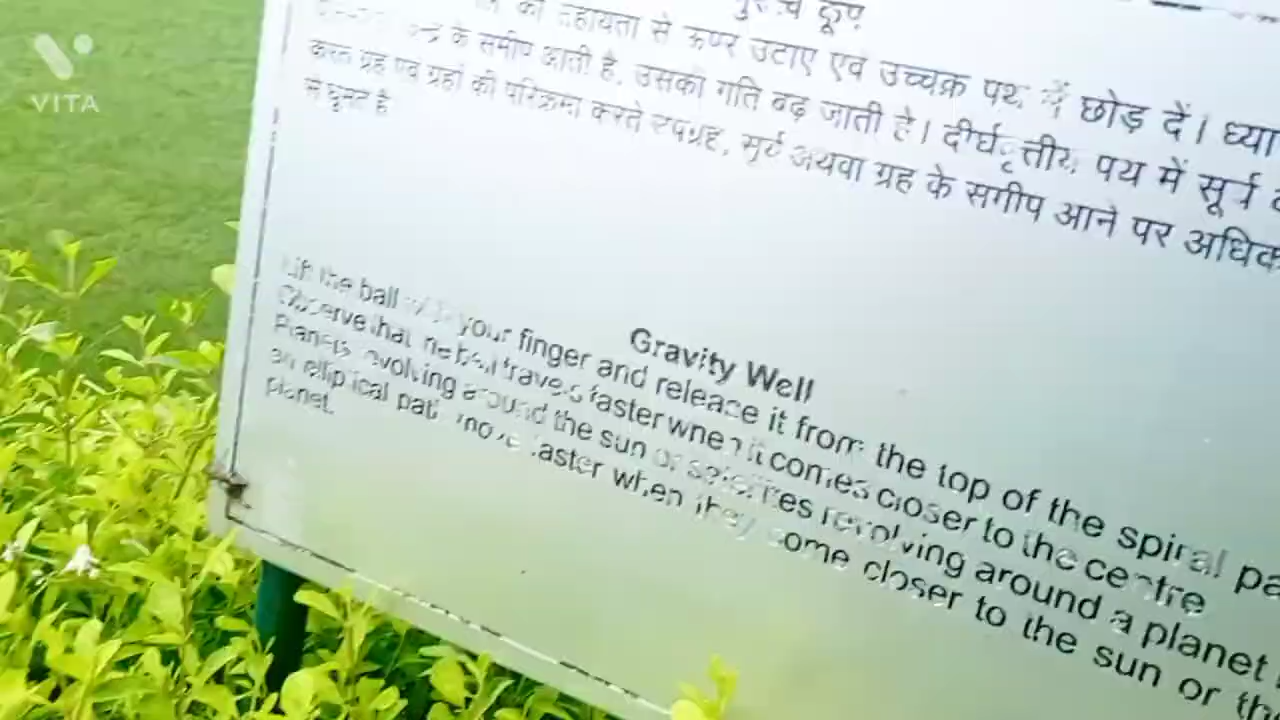 VITA
से ऊपर उठाए एवं उच्चक्र पथ में छोड़ दें। ध्या
के समीप आती है, उसकी गति बढ़ जाती है। दीर्घवृत्तीय पथ में सूर्य
ग्रह एवं ग्रहों की परिक्रमा करते उपग्रह, सूर्य अथवा ग्रह के समीप आने पर अधिक
Gravity Well
Lift the ball with your finger and release it from the top of the spiral pa
Observe that the ball travels faster when it comes closer to the centre
Planets revolving around the sun or satellites revolving around a planet
an elliptical path move faster when they come closer to the sun or the
planet.